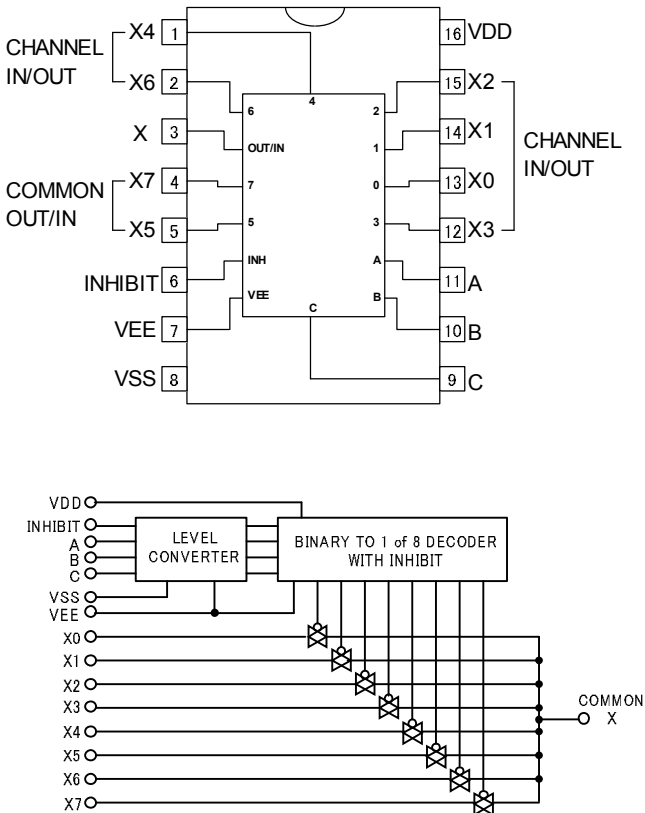 CHANNEL
IN/OUT
X4 1
X6 2
X 3
COMMON
OUT/IN
X7 4
X5 5
INHIBIT 6
VEE 7
VSS 8
4
6
OUT/IN
7
5
INH
VEE
2
1
0
3
A
B
C
16 VDD
15 X2
14 X1
13 X0
12 X3
CHANNEL
IN/OUT
11 A
10 B
9 C
VDD
INHIBIT
A
B
C
VSS
VEE
LEVEL
CONVERTER
BINARY TO 1 of 8 DECODER
WITH INHIBIT
X0
X1
X2
X3
X4
X5
X6
X7
COMMON
X